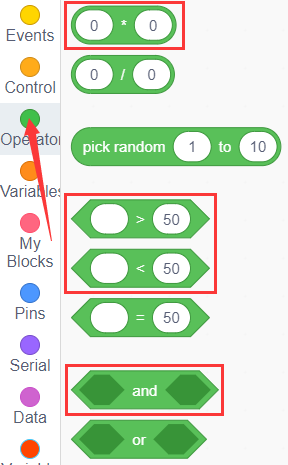 Events
Control
Operator
Variables
My
Blocks
Pins
Serial
Data
0 * 0
0 / 0
pick random 1 to 10
> 50
< 50
= 50
and
or